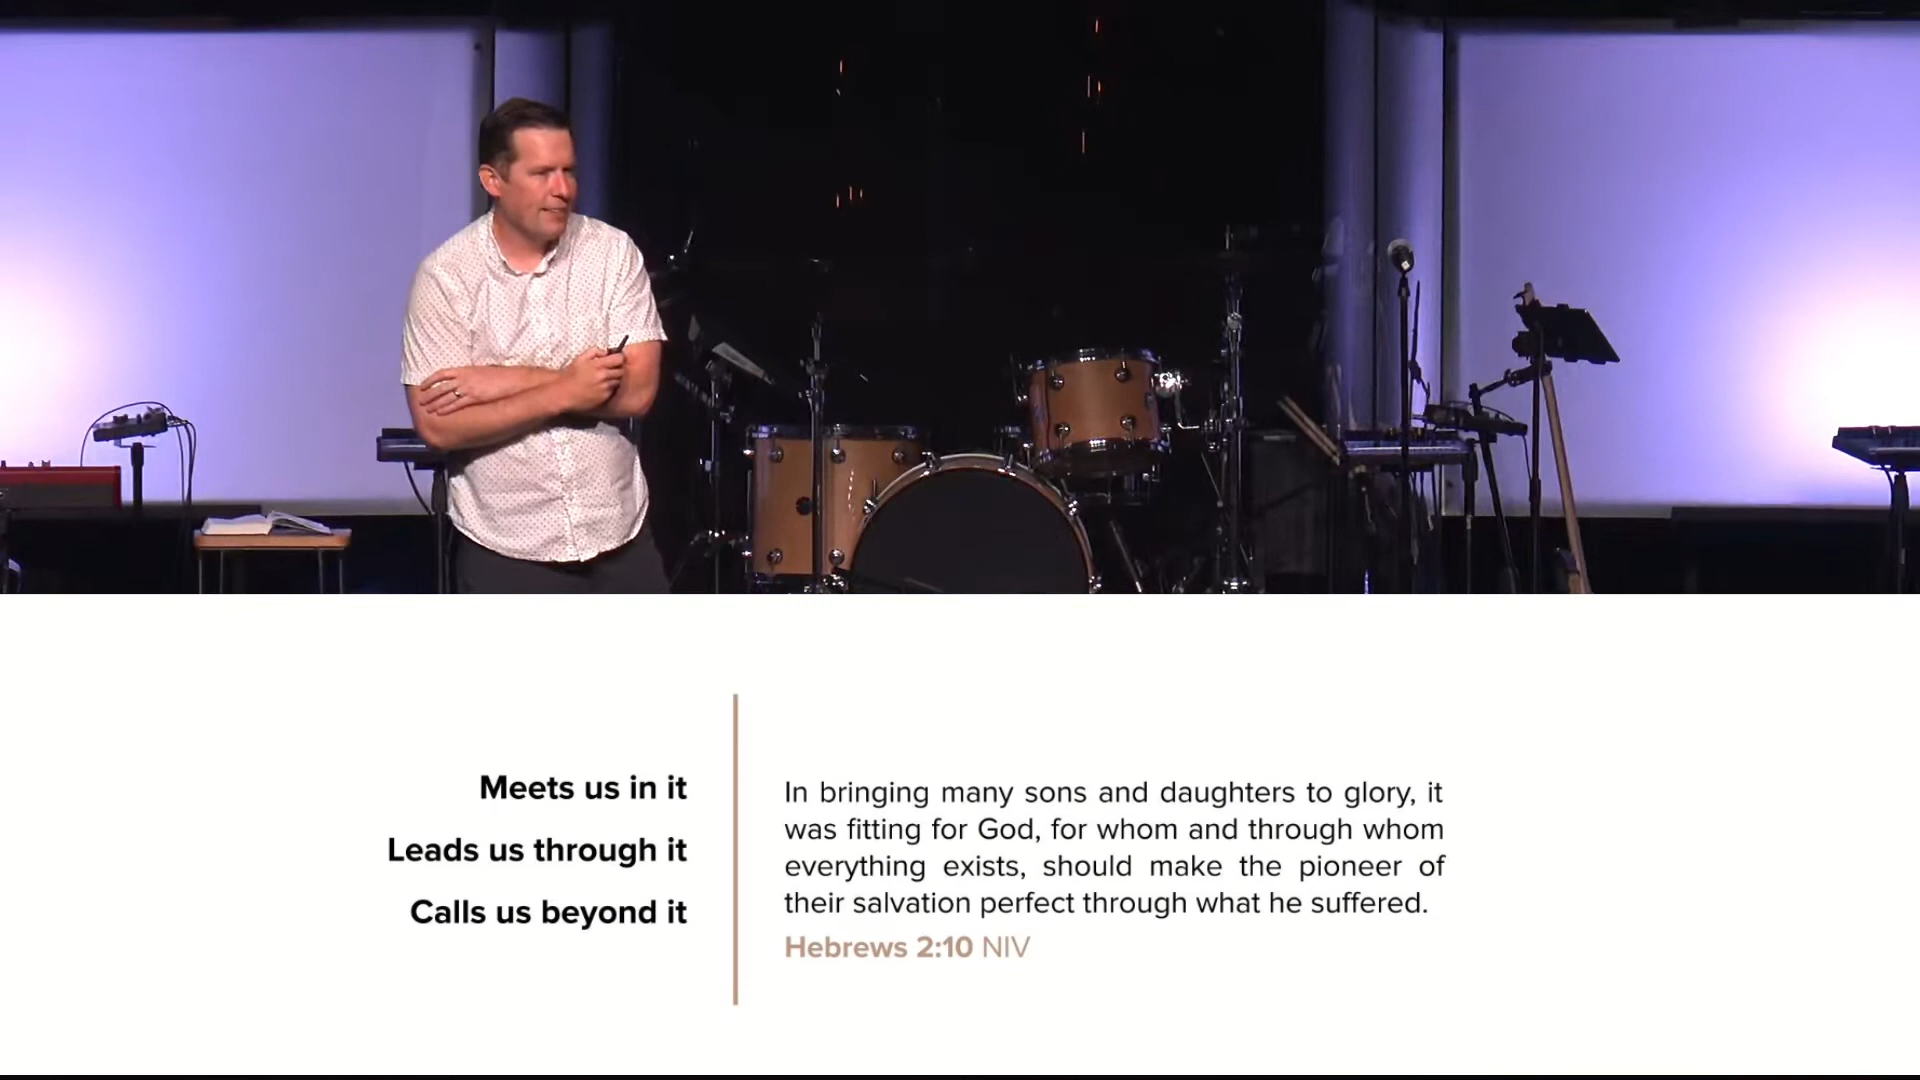 Meets us in it
Leads us through it
Calls us beyond it
In bringing many sons and daughters to glory, it
was fitting for God, for whom and through whom
everything exists, should make the pioneer of
their salvation perfect through what he suffered.
Hebrews 2:10 NIV